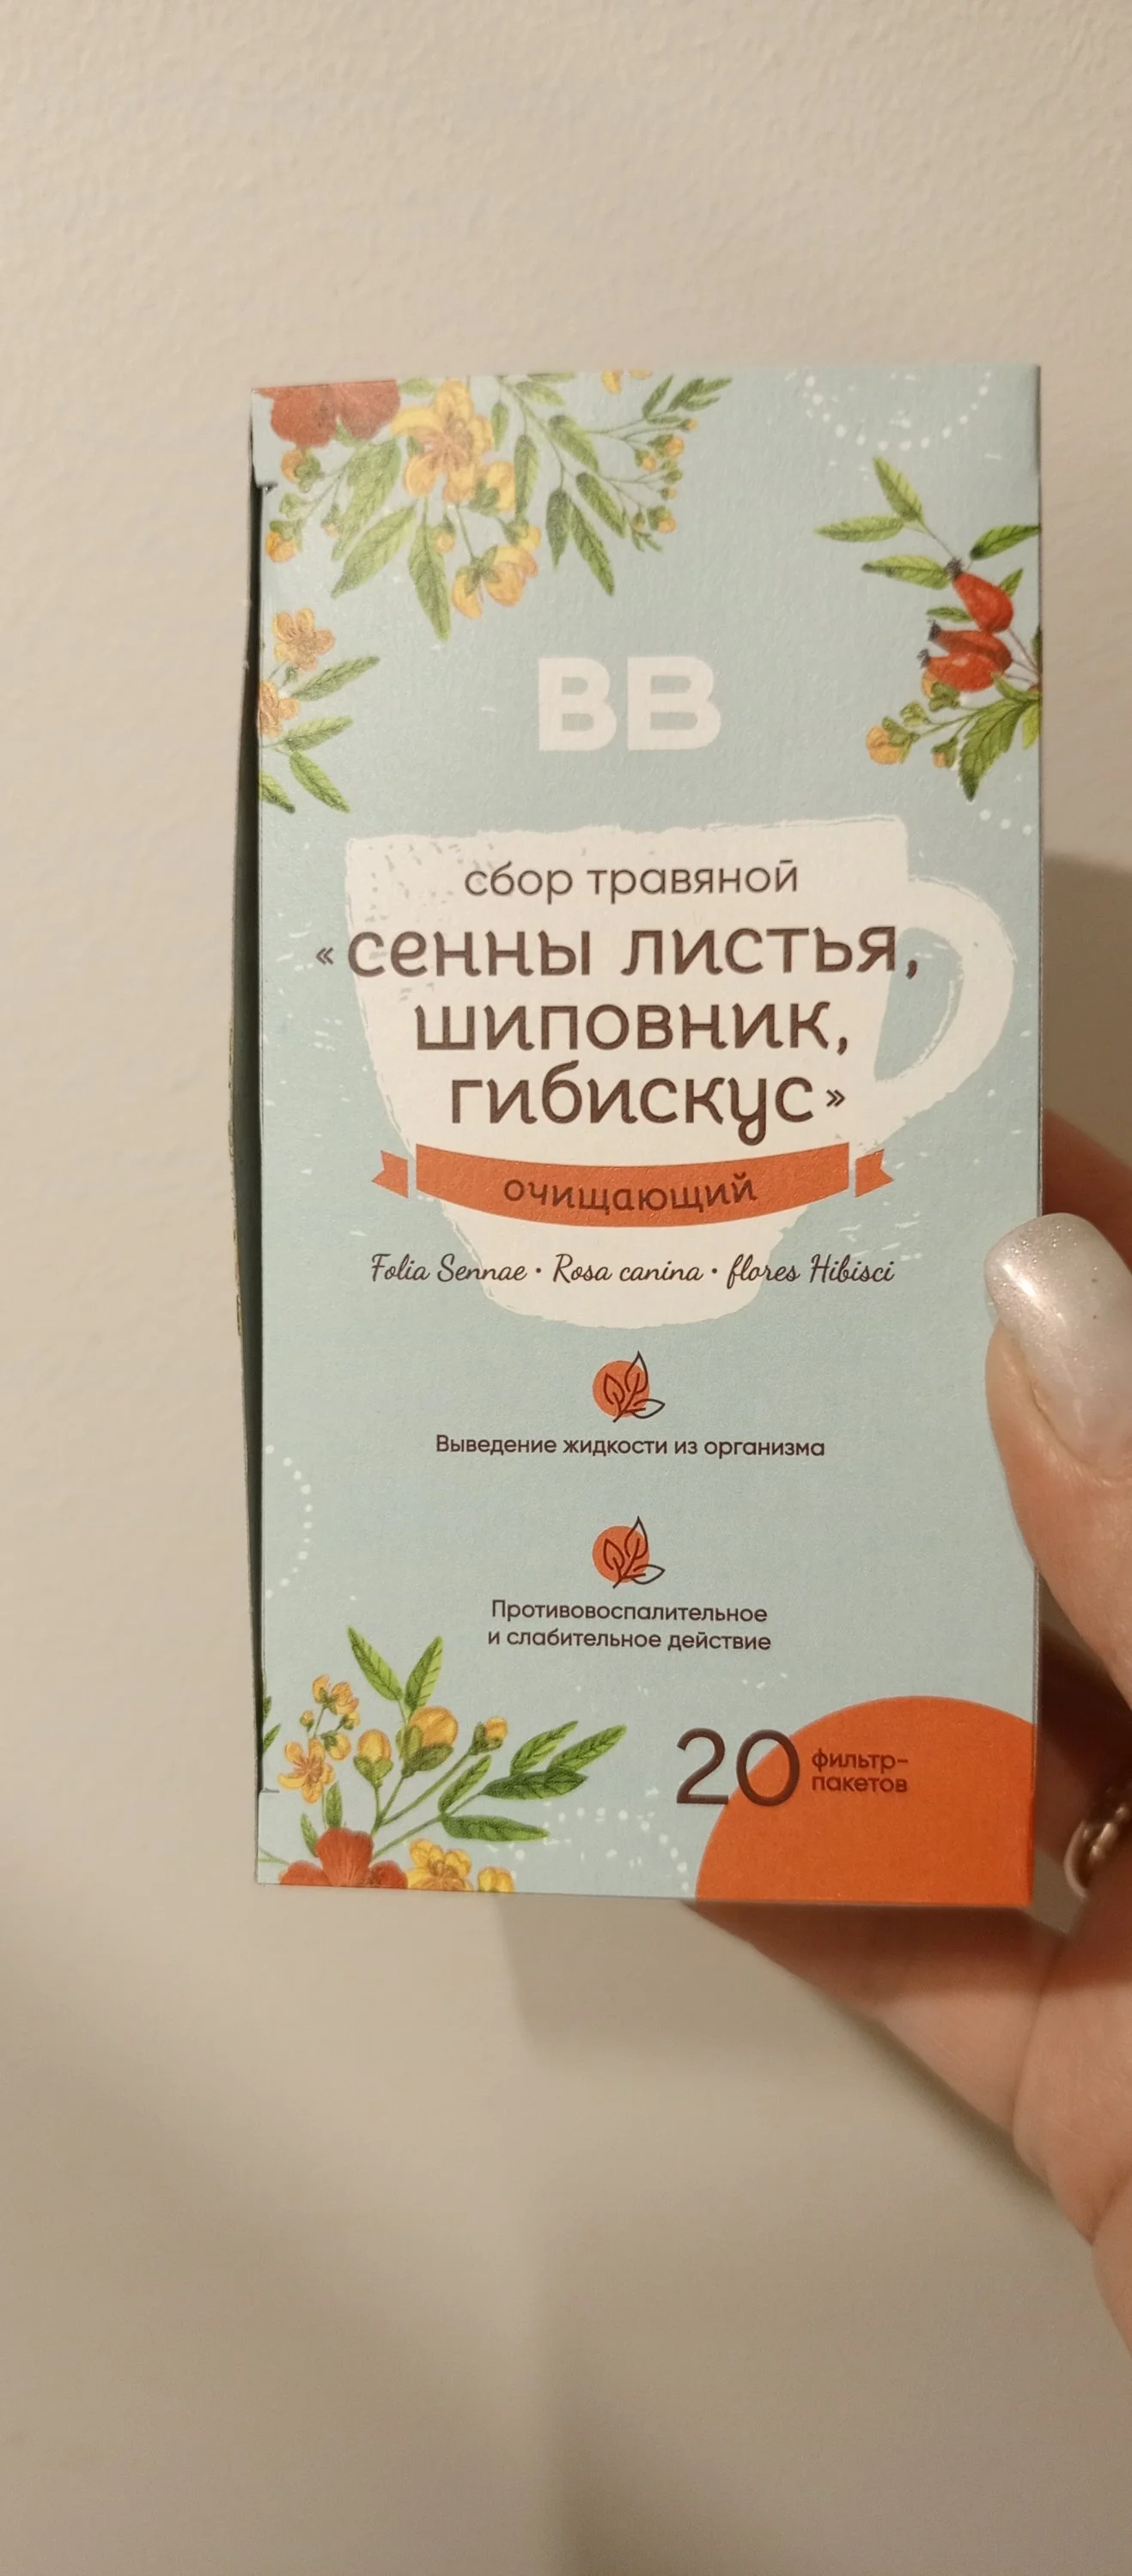 ВВ
сбор травяной
«сенны листья,
шиповник,
гибискус»
очищающий
Folia Sennae • Rosa canina • flores Hibisci
Выведение жидкости из организма
Противовоспалительное
и слабительное действие
20 фильтр-
пакетов